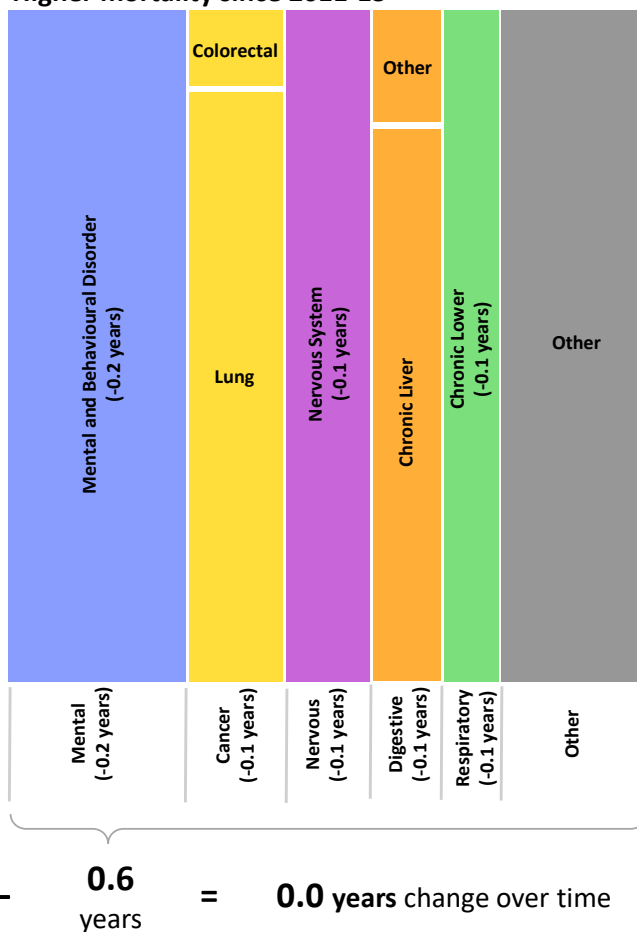 Higher mortality since
Colorectal
Other
Mental and Behavioural Disorder
(-0.2 years)
Lung
Nervous System
(-0.1 years)
Chronic Liver
Chronic Lower
(-0.1 years)
Other
Mental
(-0.2 years)
Cancer
(-0.1 years)
Nervous
(-0.1 years)
Digestive
(-0.1 years)
Respiratory
(-0.1 years)
Other
– 0.6 = 0.0 years change over time
years